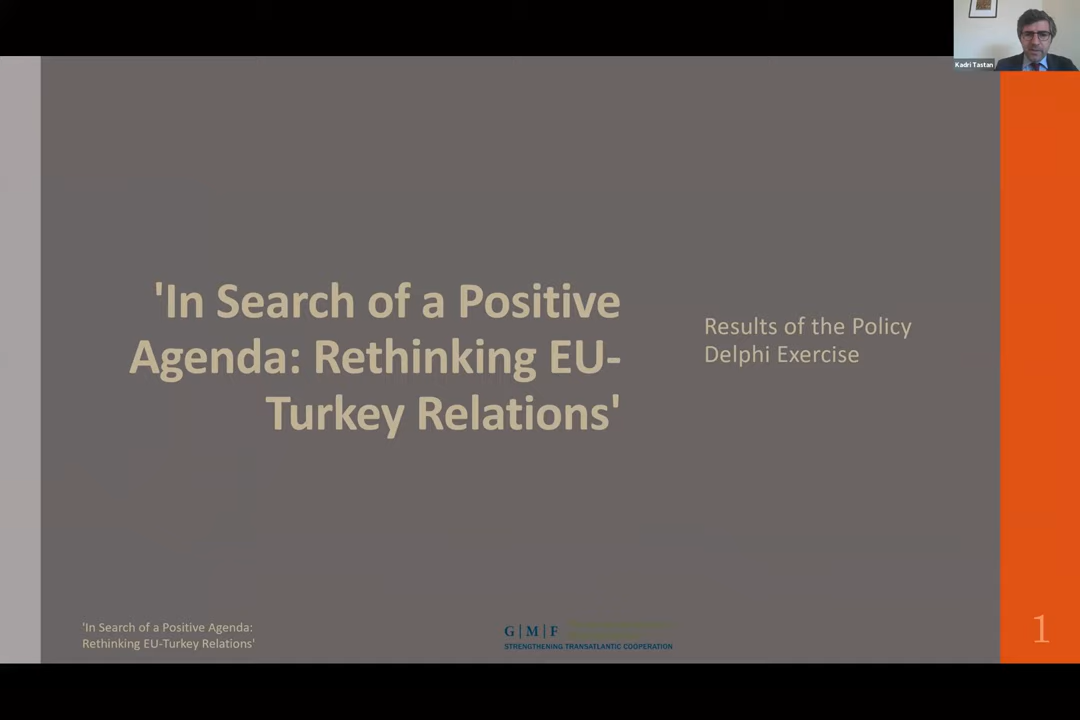 Kadri Tastan
'In Search of a Positive
Agenda: Rethinking EU-
Turkey Relations'
Results of the Policy
Delphi Exercise
'In Search of a Positive Agenda:
Rethinking EU-Turkey Relations'
G|M|F
STRENGTHENING TRANSATLANTIC COOPERATION
1